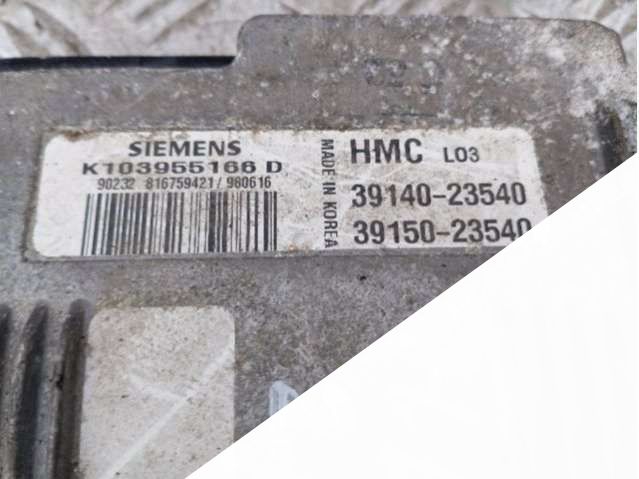 SIEMENS
K103955166 D
90232 816759421/980616
MADE IN KOREA
HMC L03
39140-23540
39150-23540